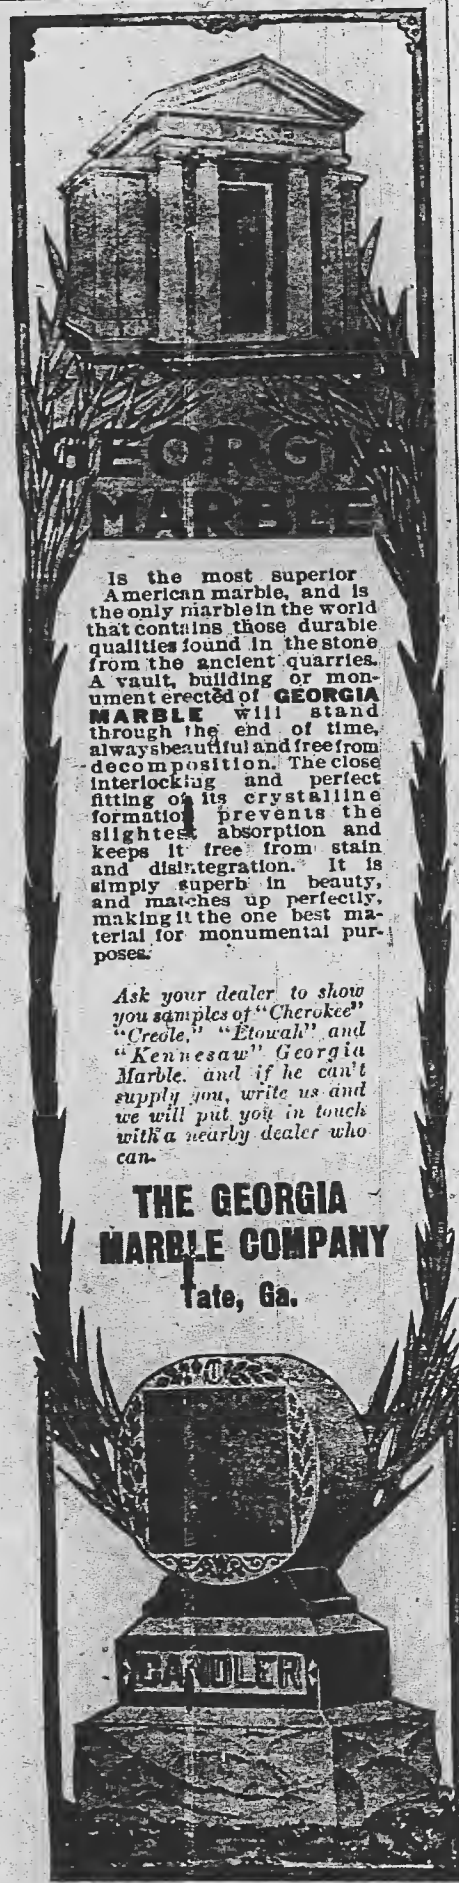 GEORGIA
MARBLE
Is the most superior
American marble, and is
the only marble in the world
that contains those durable
qualities found in the stone
from the ancient quarries.
A vault, building or mon-
ument erected of GEORGIA
MARBLE will stand
through the end of time,
always beautiful and free from
decomposition. The close
interlocking and perfect
fitting of its crystalline
formation prevents the
slightest absorption and
keeps it free from stain
and disintegration. It is
simply superb in beauty,
and matches up perfectly,
making it the one best ma-
terial for monumental pur-
poses.
Ask your dealer to show
you samples of "Cherokee"
"Creole," "Etowah" and
"Kennesaw" Georgia
Marble. and if he can't
supply you, write us and
we will put you in touch
with a nearby dealer who
can.
THE GEORGIA
MARBLE COMPANY
Tate, Ga.
CANDLER